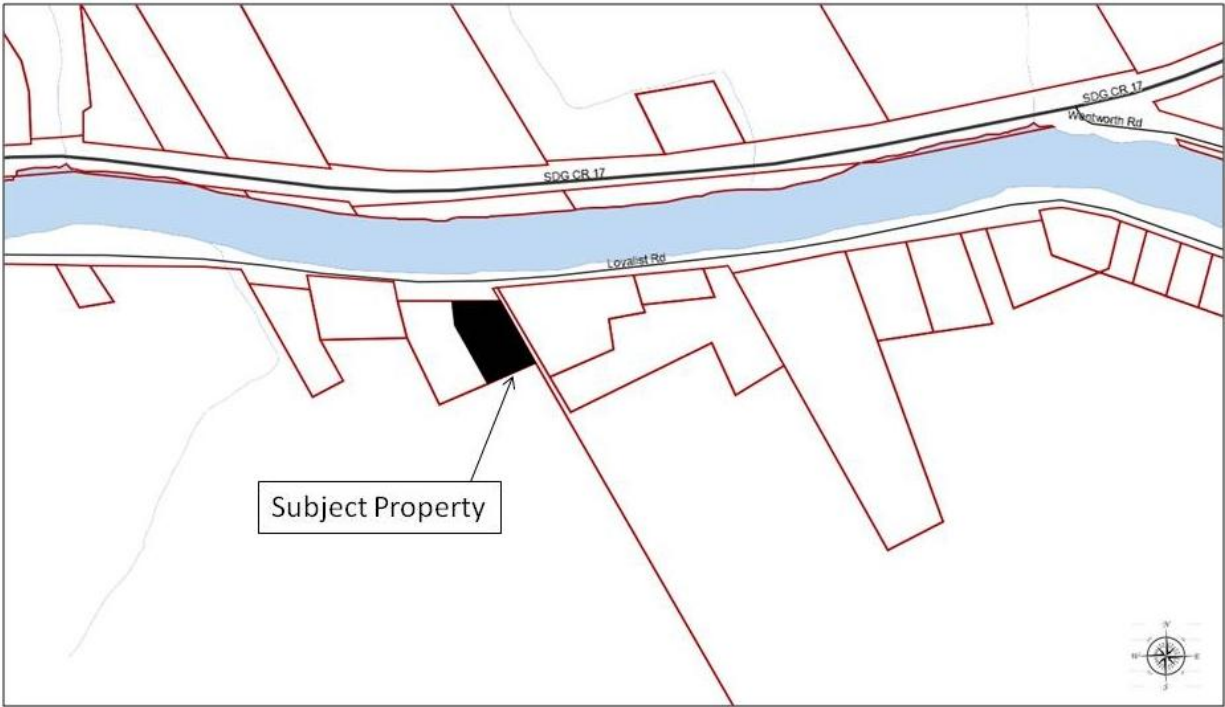 SDG CR 17
Wentworth Rd
SDG CR 17
Loyalist Rd
Subject Property
N
W E
S